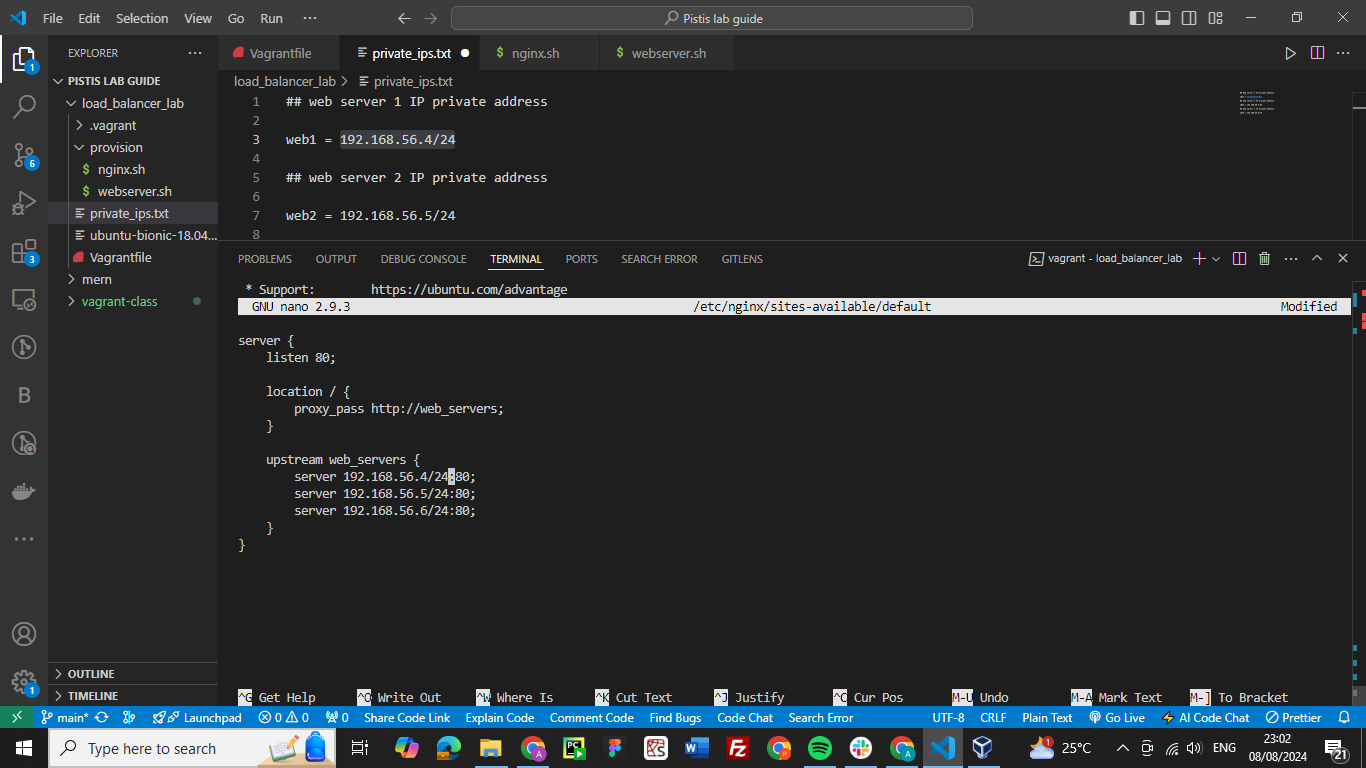 File Edit Selection View Go Run ···
Pistis lab guide
EXPLORER ···
PISTIS LAB GUIDE
load_balancer_lab
.vagrant
provision
$ nginx.sh
$ webserver.sh
private_ips.txt
ubuntu-bionic-18.04...
Vagrantfile
mern
vagrant-class
OUTLINE
TIMELINE
1
6
3
B
1
Vagrantfile private_ips.txt $ nginx.sh $ webserver.sh
load_balancer_lab > private_ips.txt
1 ## web server 1 IP private address
2
3 web1 = 192.168.56.4/24
4
5 ## web server 2 IP private address
6
7 web2 = 192.168.56.5/24
8
PROBLEMS OUTPUT DEBUG CONSOLE TERMINAL PORTS SEARCH ERROR GITLENS
vagrant - load_balancer_lab
* Support: https://ubuntu.com/advantage
GNU nano 2.9.3 /etc/nginx/sites-available/default Modified
server {
listen 80;
location / {
proxy_pass http://web_servers;
}
upstream web_servers {
server 192.168.56.4/24:80;
server 192.168.56.5/24:80;
server 192.168.56.6/24:80;
}
}
^G Get Help ^O Write Out ^W Where Is ^K Cut Text ^J Justify ^C Cur Pos M-U Undo M-A Mark Text M-] To Bracket
main* Launchpad 0 0 0 Share Code Link Explain Code Comment Code Find Bugs Code Chat Search Error UTF-8 CRLF Plain Text Go Live AI Code Chat Prettier
Type here to search
PC
W
Fz
1
25°C
ENG
23:02
08/08/2024
21